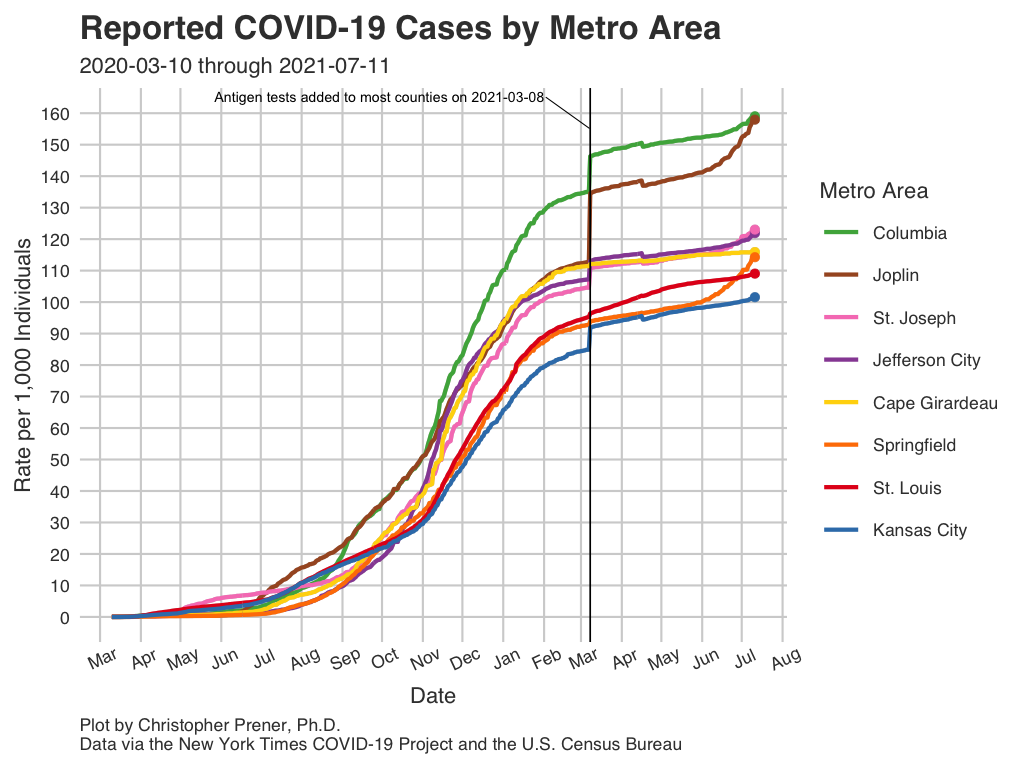 Reported COVID-19 Cases by Metro Area
2020-03-10 through 2021-07-11
Antigen tests added to most counties on 2021-03-08
Rate per 1,000 Individuals
160
150
140
130
120
110
100
90
80
70
60
50
40
30
20
10
0
Mar Apr May Jun Jul Aug Sep Oct Nov Dec Jan Feb Mar Apr May Jun Jul Aug
Date
Metro Area
Columbia
Joplin
St. Joseph
Jefferson City
Cape Girardeau
Springfield
St. Louis
Kansas City
Plot by Christopher Prener, Ph.D.
Data via the New York Times COVID-19 Project and the U.S. Census Bureau